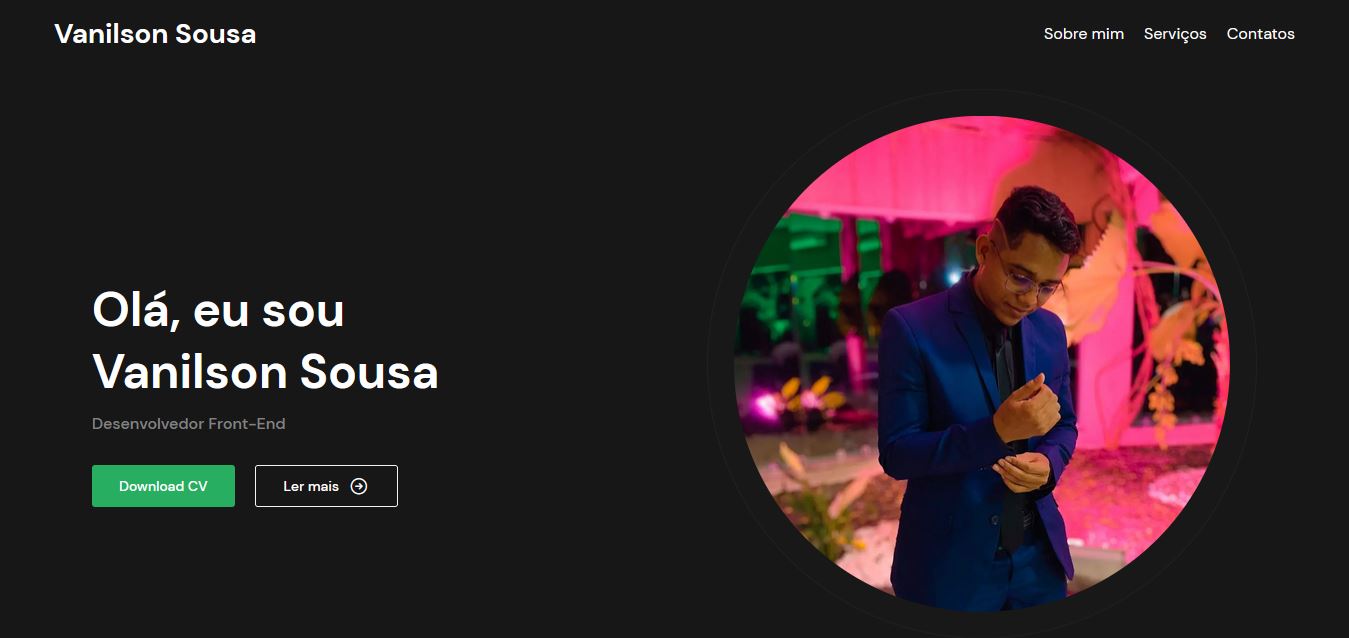 Vanilson Sousa
Sobre mim Serviços Contatos
Olá, eu sou
Vanilson Sousa
Desenvolvedor Front-End
Download CV
Ler mais